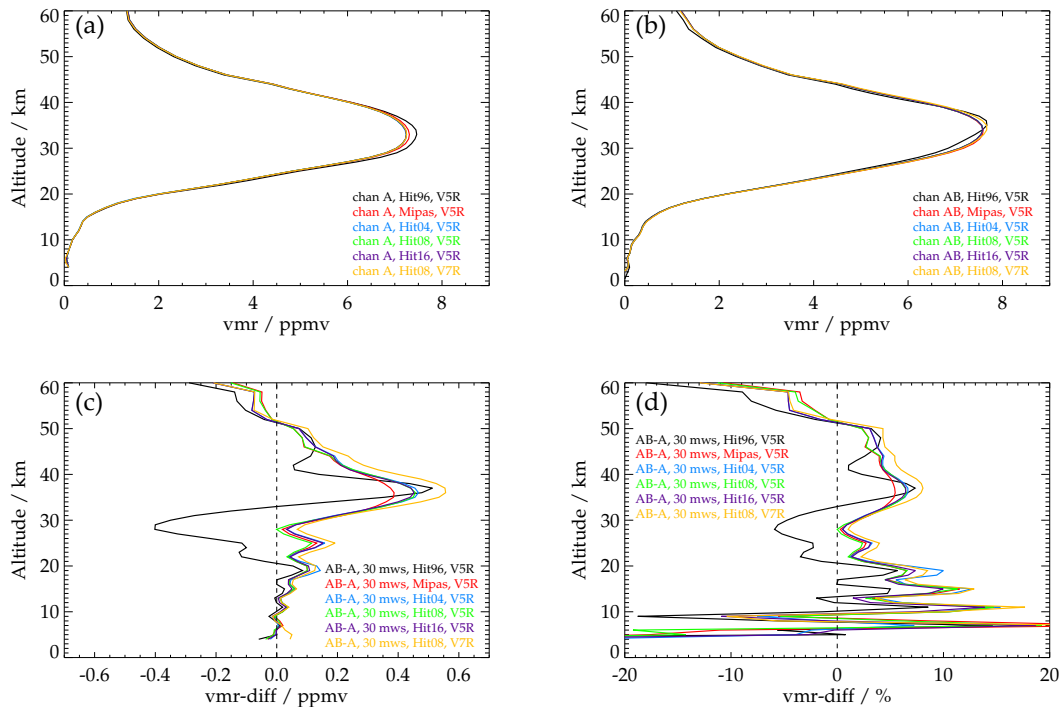 (a)
60
50
40
30
20
10
0
Altitude / km
chan A, Hit96, V5R
chan A, Mipas, V5R
chan A, Hit04, V5R
chan A, Hit08, V5R
chan A, Hit16, V5R
chan A, Hit08, V7R
0 2 4 6 8
vmr / ppmv
(b)
60
50
40
30
20
10
0
Altitude / km
chan AB, Hit96, V5R
chan AB, Mipas, V5R
chan AB, Hit04, V5R
chan AB, Hit08, V5R
chan AB, Hit16, V5R
chan AB, Hit08, V7R
0 2 4 6 8
vmr / ppmv
(c)
60
50
40
30
20
10
0
Altitude / km
AB-A, 30 mws, Hit96, V5R
AB-A, 30 mws, Mipas, V5R
AB-A, 30 mws, Hit04, V5R
AB-A, 30 mws, Hit08, V5R
AB-A, 30 mws, Hit16, V5R
AB-A, 30 mws, Hit08, V7R
-0.6 -0.4 -0.2 0.0 0.2 0.4 0.6
vmr-diff / ppmv
(d)
60
50
40
30
20
10
0
Altitude / km
AB-A, 30 mws, Hit96, V5R
AB-A, 30 mws, Mipas, V5R
AB-A, 30 mws, Hit04, V5R
AB-A, 30 mws, Hit08, V5R
AB-A, 30 mws, Hit16, V5R
AB-A, 30 mws, Hit08, V7R
-20 -10 0 10 20
vmr-diff / %